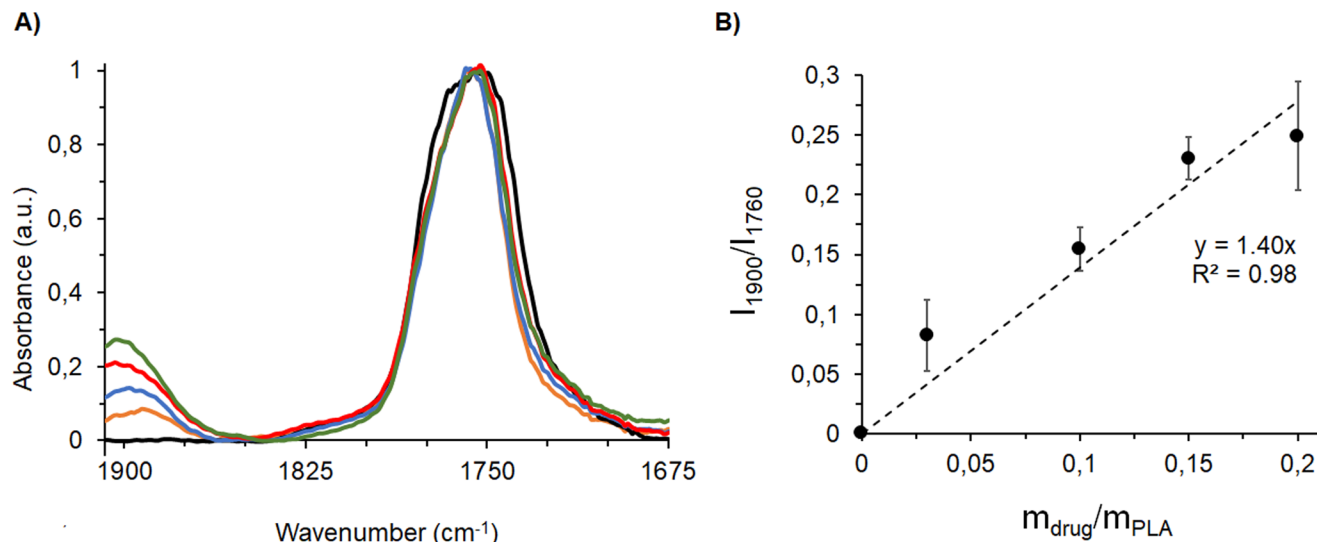 A)
B)
1
0,8
0,6
0,4
0,2
0
Absorbance (a.u.)
1900
1825
1750
1675
Wavenumber (cm⁻¹)
0,3
0,25
0,2
0,15
0,1
0,05
0
I₁₉₀₀/I₁₇₆₀
y = 1.40x
R² = 0.98
0
0,05
0,1
0,15
0,2
m_drug/m_PLA